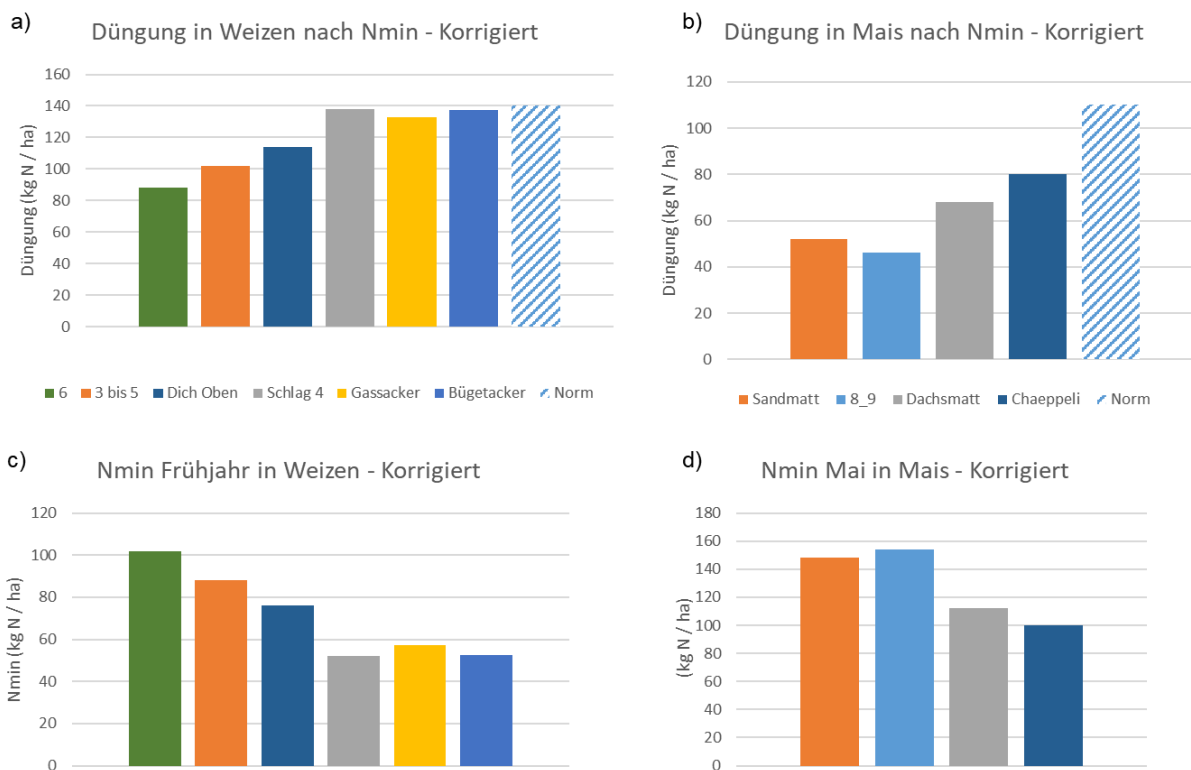 a)
Düngung in Weizen nach Nmin - Korrigiert
Düngung (kg N / ha)
160
140
120
100
80
60
40
20
0
6 3 bis 5 Dich Oben Schlag 4 Gassacker Bügetacker Norm
b)
Düngung in Mais nach Nmin - Korrigiert
Düngung (kg N / ha)
120
100
80
60
40
20
0
Sandmatt 8_9 Dachsmatt Chaeppeli Norm
c)
Nmin Frühjahr in Weizen - Korrigiert
Nmin (kg N / ha)
120
100
80
60
40
20
0
d)
Nmin Mai in Mais - Korrigiert
(kg N / ha)
180
160
140
120
100
80
60
40
20
0